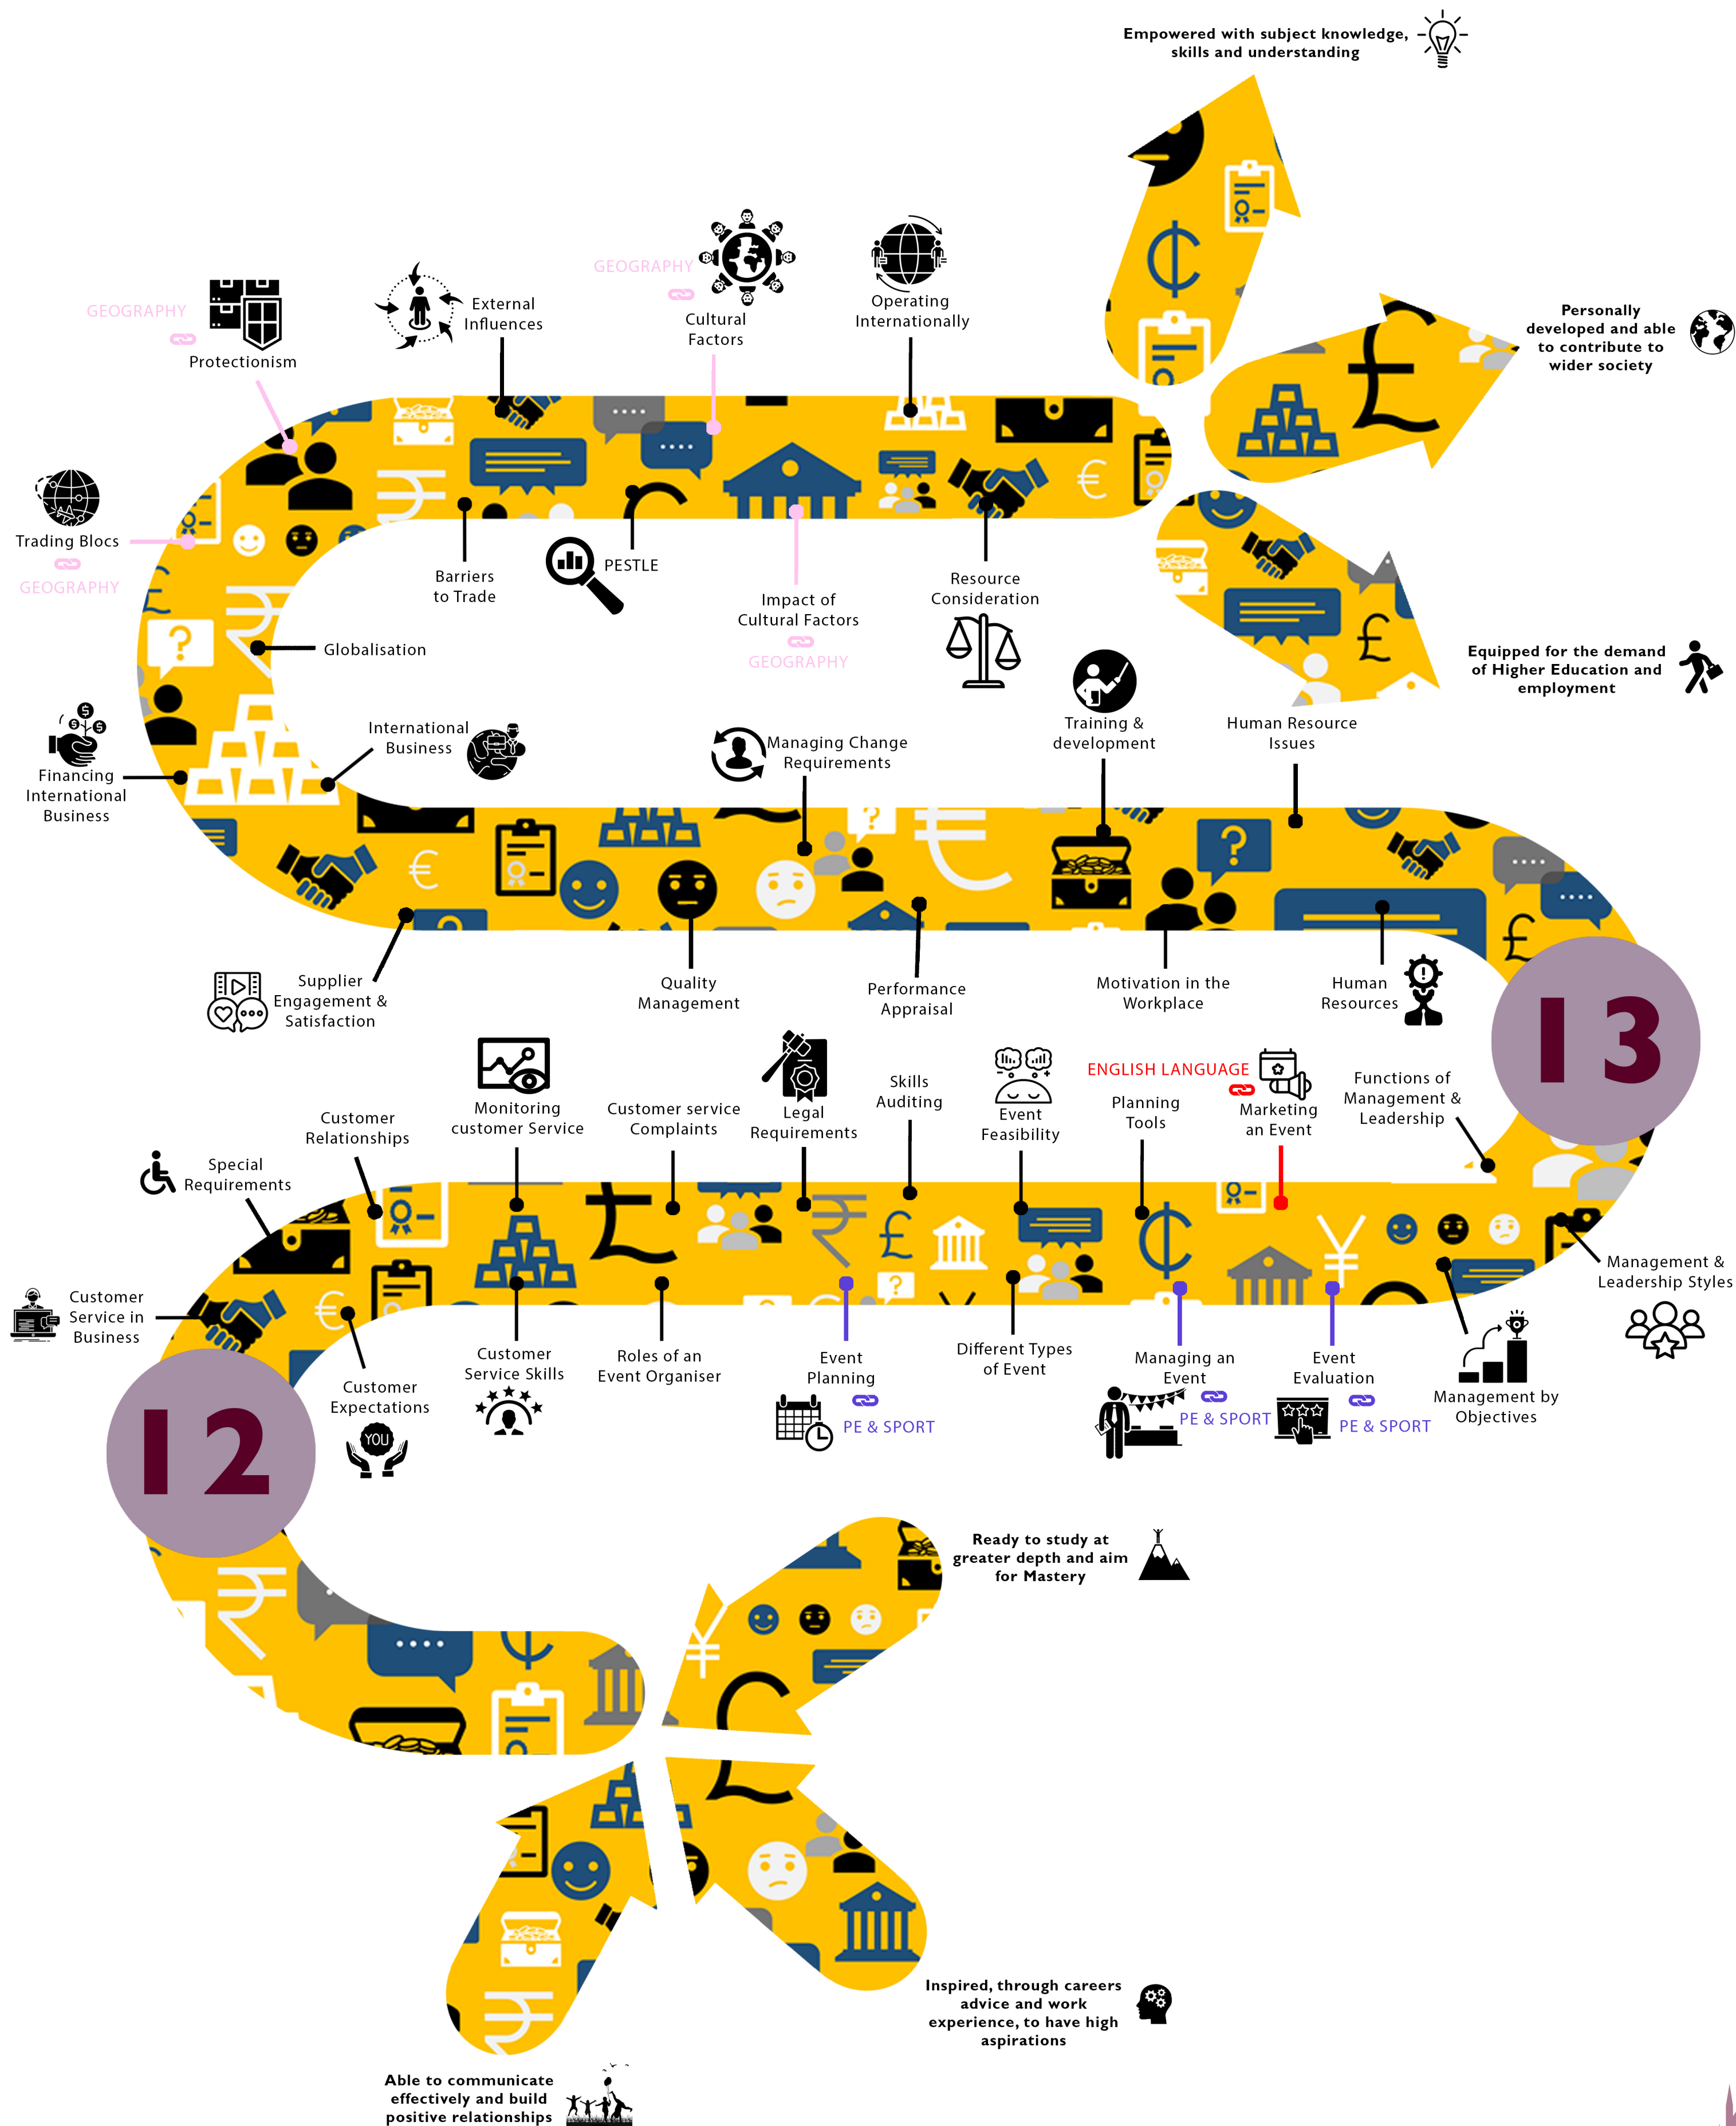 Empowered with subject knowledge,
skills and understanding
Personally
developed and able
to contribute to
wider society
Equipped for the demand
of Higher Education and
employment
GEOGRAPHY
Protectionism
External
Influences
GEOGRAPHY
Cultural
Factors
Operating
Internationally
Trading Blocs
GEOGRAPHY
Barriers
to Trade
PESTLE
Impact of
Cultural Factors
GEOGRAPHY
Resource
Consideration
Globalisation
Financing
International
Business
International
Business
Managing Change
Requirements
Training &
development
Human Resource
Issues
Supplier
Engagement &
Satisfaction
Quality
Management
Performance
Appraisal
Motivation in the
Workplace
Human
Resources
13
Special
Requirements
Customer
Relationships
Monitoring
customer Service
Customer service
Complaints
Legal
Requirements
Skills
Auditing
Event
Feasibility
Planning
Tools
ENGLISH LANGUAGE
Marketing
an Event
Functions of
Management &
Leadership
Management &
Leadership Styles
Customer
Service in
Business
Customer
Expectations
YOU
Customer
Service Skills
Roles of an
Event Organiser
Event
Planning
PE & SPORT
Different Types
of Event
Managing an
Event
PE & SPORT
Event
Evaluation
PE & SPORT
Management by
Objectives
12
Ready to study at
greater depth and aim
for Mastery
Inspired, through careers
advice and work
experience, to have high
aspirations
Able to communicate
effectively and build
positive relationships